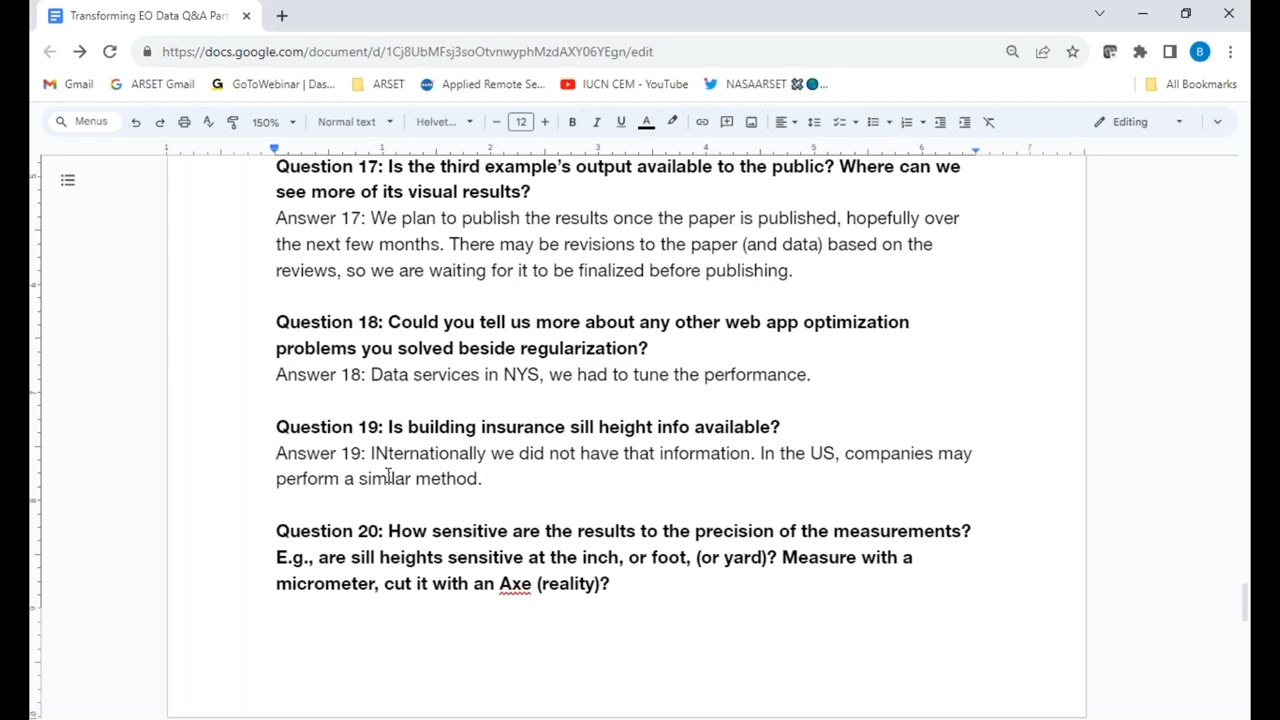 Transforming EO Data Q&A Part
https://docs.google.com/document/d/1Cj8UbMFsj3soOtvnwyphMzdAXY06YEgn/edit
B
Gmail ARSET Gmail GoToWebinar | Das... ARSET Applied Remote Se... IUCN CEM - YouTube NASAARSET ... All Bookmarks
Menus 150% Normal text Helvet... 12 B I U A Editing
1 1 2 3 4 5 6 7
Question 17: Is the third example's output available to the public? Where can we
see more of its visual results?
Answer 17: We plan to publish the results once the paper is published, hopefully over
the next few months. There may be revisions to the paper (and data) based on the
reviews, so we are waiting for it to be finalized before publishing.
Question 18: Could you tell us more about any other web app optimization
problems you solved beside regularization?
Answer 18: Data services in NYS, we had to tune the performance.
Question 19: Is building insurance sill height info available?
Answer 19: INternationally we did not have that information. In the US, companies may
perform a similar method.
Question 20: How sensitive are the results to the precision of the measurements?
E.g., are sill heights sensitive at the inch, or foot, (or yard)? Measure with a
micrometer, cut it with an Axe (reality)?